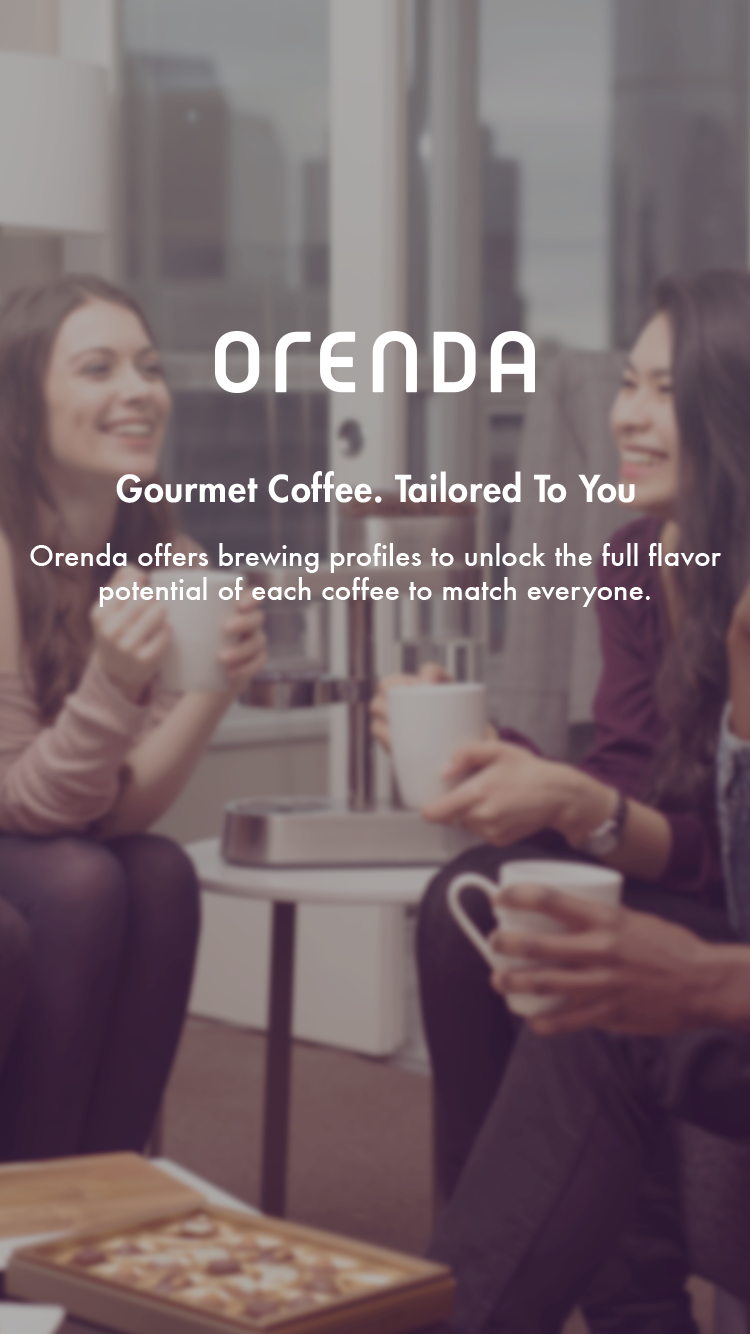 ORENDA
Gourmet Coffee. Tailored To You
Orenda offers brewing profiles to unlock the full flavor
potential of each coffee to match everyone.